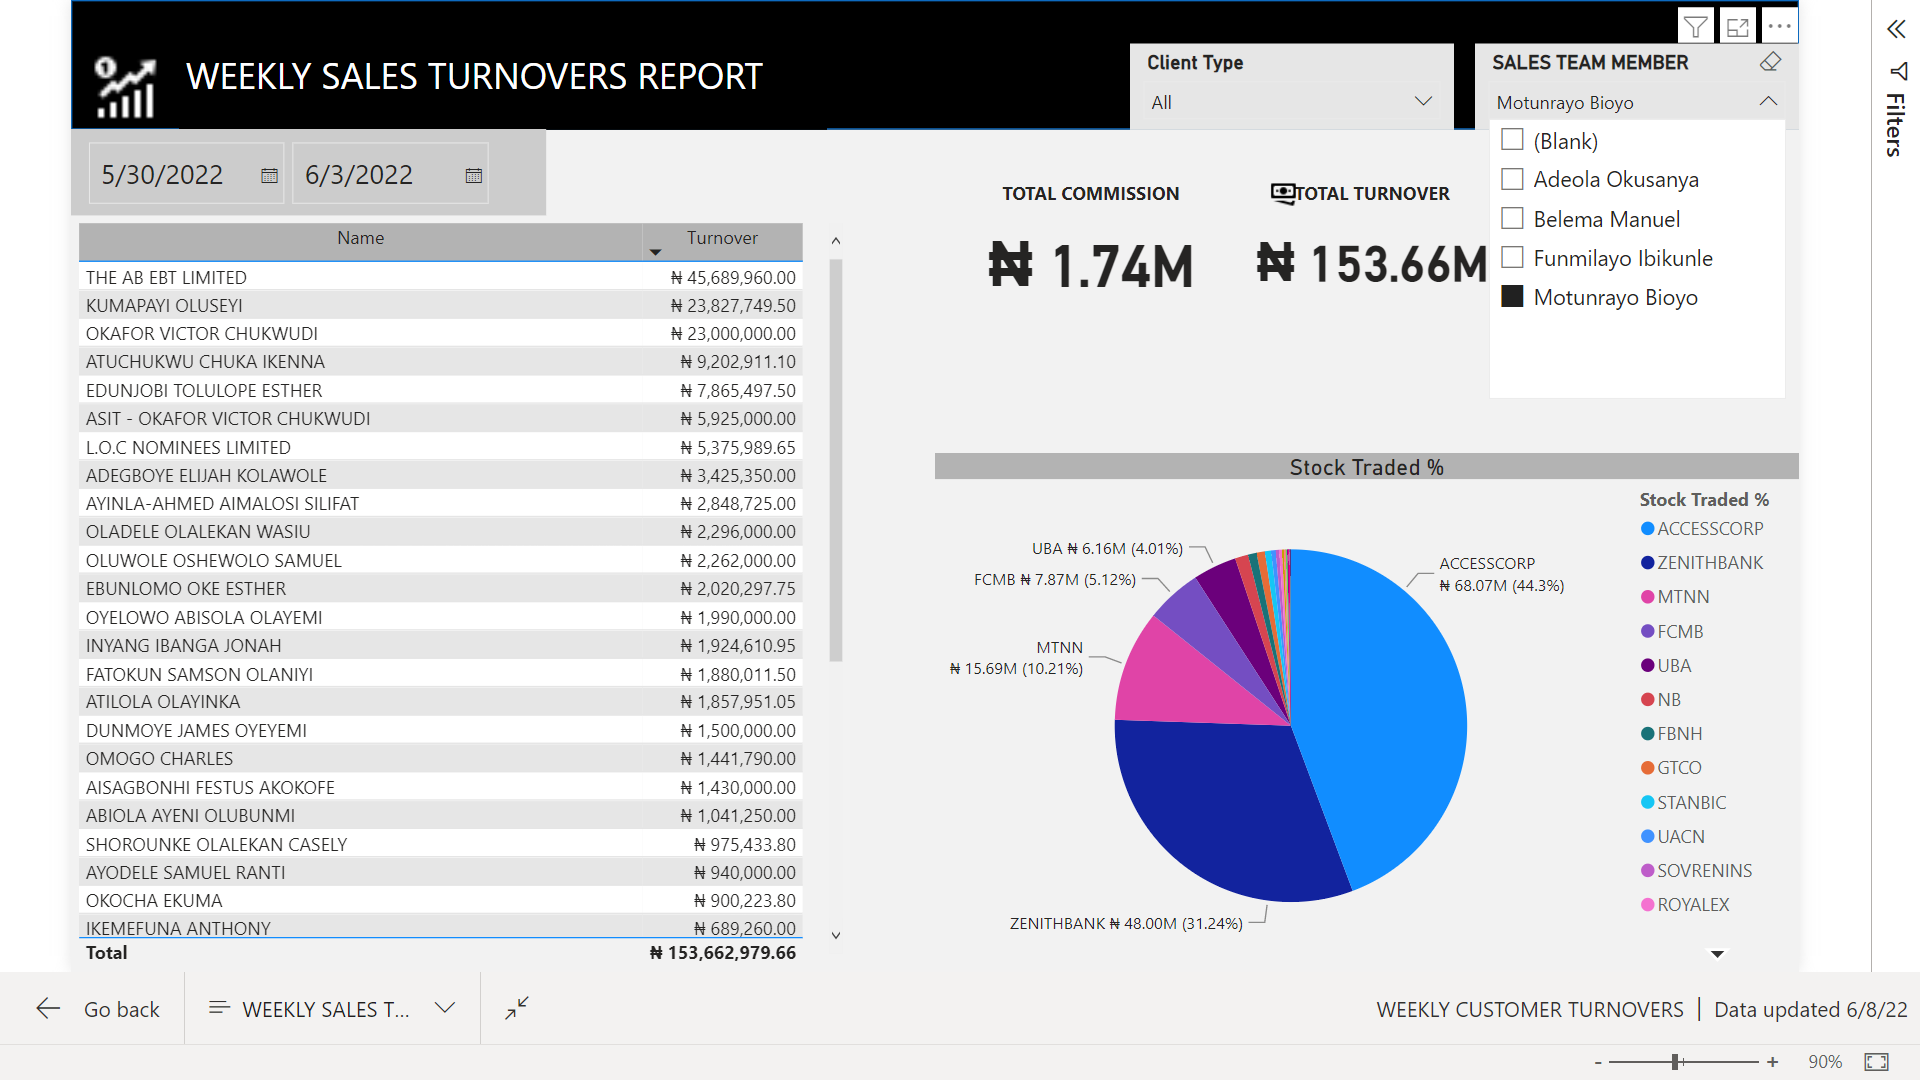 WEEKLY SALES TURNOVERS REPORT
Client Type
All
SALES TEAM MEMBER
Motunrayo Bioyo
(Blank)
Adeola Okusanya
Belema Manuel
Funmilayo Ibikunle
Motunrayo Bioyo
Filters
5/30/2022
6/3/2022
TOTAL COMMISSION
₦ 1.74M
TOTAL TURNOVER
₦ 153.66M
Name Turnover
THE AB EBT LIMITED ₦ 45,689,960.00
KUMAPAYI OLUSEYI ₦ 23,827,749.50
OKAFOR VICTOR CHUKWUDI ₦ 23,000,000.00
ATUCHUKWU CHUKA IKENNA ₦ 9,202,911.10
EDUNJOBI TOLULOPE ESTHER ₦ 7,865,497.50
ASIT - OKAFOR VICTOR CHUKWUDI ₦ 5,925,000.00
L.O.C NOMINEES LIMITED ₦ 5,375,989.65
ADEGBOYE ELIJAH KOLAWOLE ₦ 3,425,350.00
AYINLA-AHMED AIMALOSI SILIFAT ₦ 2,848,725.00
OLADELE OLALEKAN WASIU ₦ 2,296,000.00
OLUWOLE OSHEWOLO SAMUEL ₦ 2,262,000.00
EBUNLOMO OKE ESTHER ₦ 2,020,297.75
OYELOWO ABISOLA OLAYEMI ₦ 1,990,000.00
INYANG IBANGA JONAH ₦ 1,924,610.95
FATOKUN SAMSON OLANIYI ₦ 1,880,011.50
ATILOLA OLAYINKA ₦ 1,857,951.05
DUNMOYE JAMES OYEYEMI ₦ 1,500,000.00
OMOGO CHARLES ₦ 1,441,790.00
AISAGBONHI FESTUS AKOKOFE ₦ 1,430,000.00
ABIOLA AYENI OLUBUNMI ₦ 1,041,250.00
SHOROUNKE OLALEKAN CASELY ₦ 975,433.80
AYODELE SAMUEL RANTI ₦ 940,000.00
OKOCHA EKUMA ₦ 900,223.80
IKEMEFUNA ANTHONY ₦ 689,260.00
Total ₦ 153,662,979.66
Stock Traded %
UBA ₦ 6.16M (4.01%)
FCMB ₦ 7.87M (5.12%)
MTNN
₦ 15.69M (10.21%)
ZENITHBANK ₦ 48.00M (31.24%)
ACCESSCORP
₦ 68.07M (44.3%)
Stock Traded %
ACCESSCORP
ZENITHBANK
MTNN
FCMB
UBA
NB
FBNH
GTCO
STANBIC
UACN
SOVRENINS
ROYALEX
Go back
WEEKLY SALES T...
WEEKLY CUSTOMER TURNOVERS | Data updated 6/8/22
- + 90%